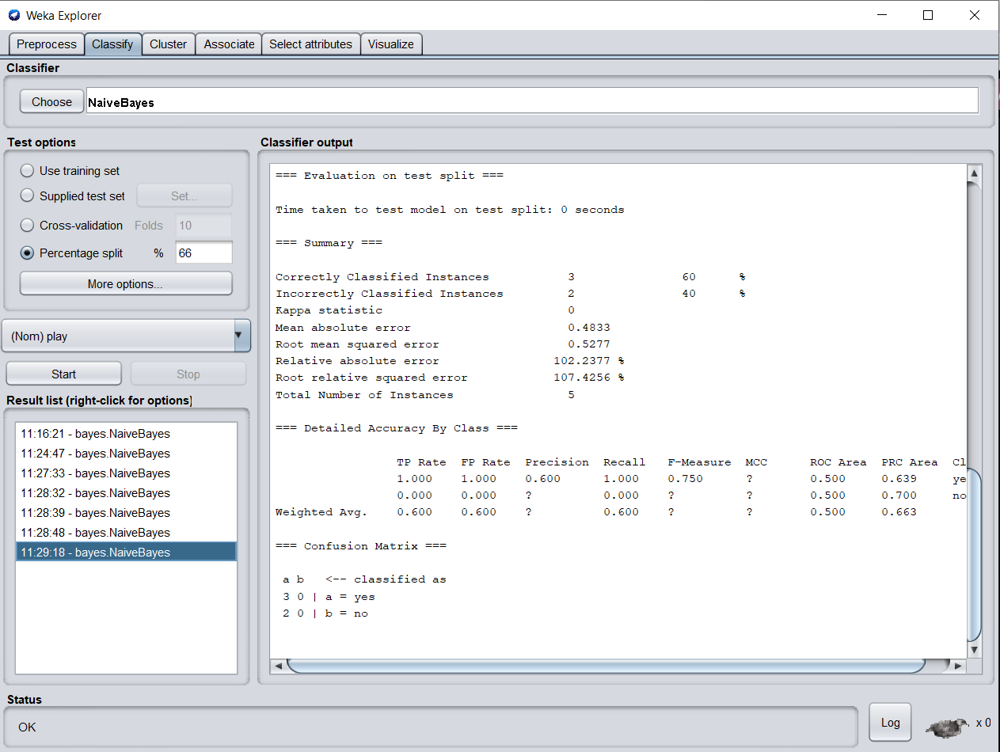 Weka Explorer
Preprocess Classify Cluster Associate Select attributes Visualize
Classifier
Choose NaiveBayes
Test options
Use training set
Supplied test set Set...
Cross-validation Folds 10
Percentage split % 66
More options...
(Nom) play
Start Stop
Result list (right-click for options)
11:16:21 - bayes.NaiveBayes
11:24:47 - bayes.NaiveBayes
11:27:33 - bayes.NaiveBayes
11:28:32 - bayes.NaiveBayes
11:28:39 - bayes.NaiveBayes
11:28:48 - bayes.NaiveBayes
11:29:18 - bayes.NaiveBayes
Classifier output
=== Evaluation on test split ===
Time taken to test model on test split: 0 seconds
=== Summary ===
Correctly Classified Instances 3 60 %
Incorrectly Classified Instances 2 40 %
Kappa statistic 0
Mean absolute error 0.4833
Root mean squared error 0.5277
Relative absolute error 102.2377 %
Root relative squared error 107.4256 %
Total Number of Instances 5
=== Detailed Accuracy By Class ===
TP Rate FP Rate Precision Recall F-Measure MCC ROC Area PRC Area Cl
1.000 1.000 0.600 1.000 0.750 ? 0.500 0.639 ye
0.000 0.000 ? 0.000 ? ? 0.500 0.700 no
Weighted Avg. 0.600 0.600 ? 0.600 ? ? 0.500 0.663
=== Confusion Matrix ===
a b <-- classified as
3 0 | a = yes
2 0 | b = no
Status
OK
Log x 0